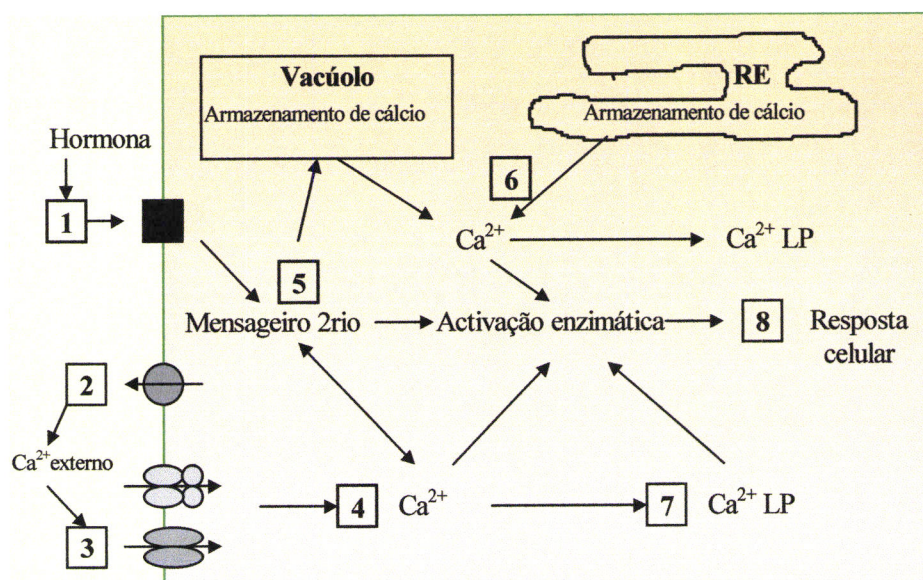 Vacúolo
Armazenamento de cálcio
RE
Armazenamento de cálcio
Hormona
1
6
Ca²⁺
Ca²⁺ LP
5
Mensageiro 2rio
Activação enzimática
8
Resposta
celular
2
Ca²⁺externo
3
4
Ca²⁺
7
Ca²⁺ LP